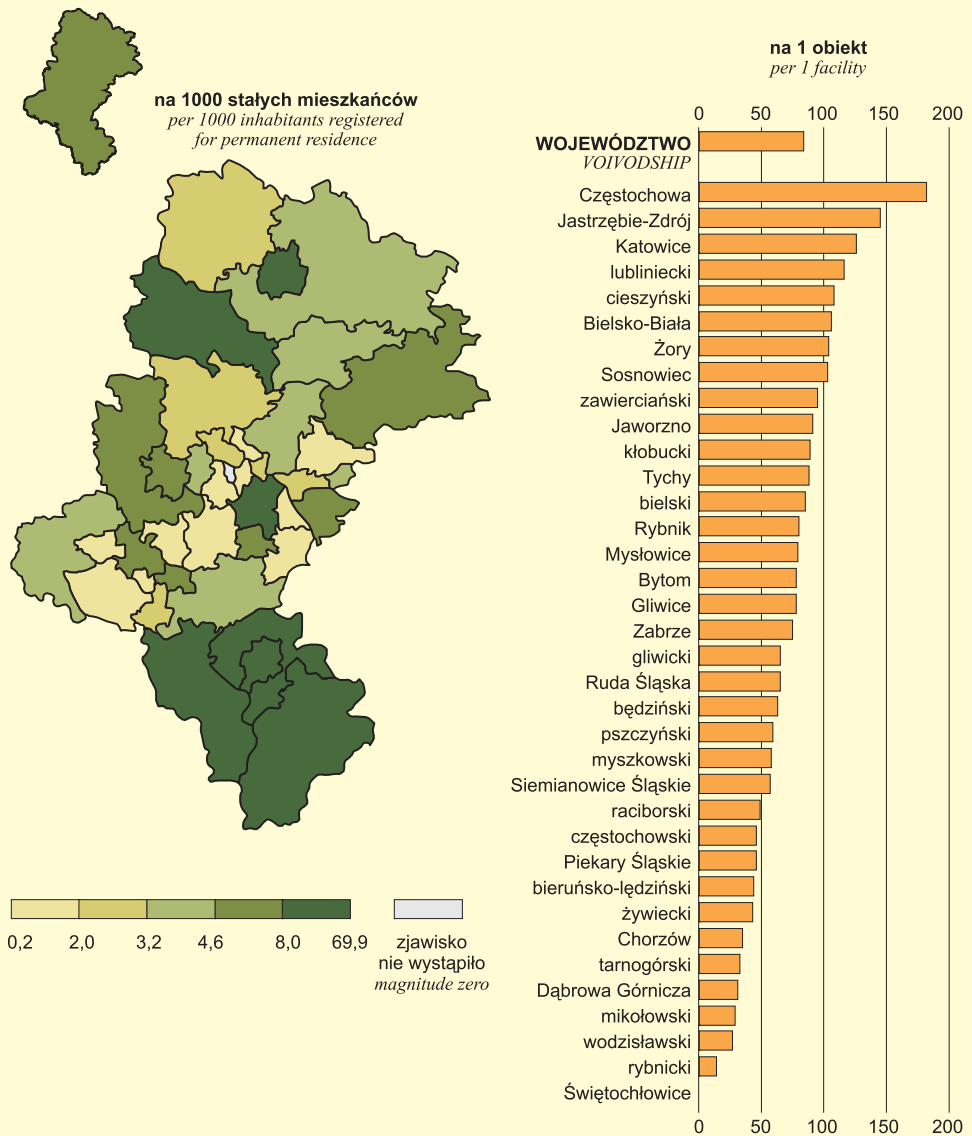 na 1000 stałych mieszkańców
per 1000 inhabitants registered
for permanent residence
0,2 2,0 3,2 4,6 8,0 69,9
zjawisko
nie wystąpiło
magnitude zero
na 1 obiekt
per 1 facility
0 50 100 150 200
WOJEWÓDZTWO
VOIVODSHIP
Częstochowa
Jastrzębie-Zdrój
Katowice
lubliniecki
cieszyński
Bielsko-Biała
Żory
Sosnowiec
zawierciański
Jaworzno
kłobucki
Tychy
bielski
Rybnik
Mysłowice
Bytom
Gliwice
Zabrze
gliwicki
Ruda Śląska
będziński
pszczyński
myszkowski
Siemianowice Śląskie
raciborski
częstochowski
Piekary Śląskie
bieruńsko-lędziński
żywiecki
Chorzów
tarnogórski
Dąbrowa Górnicza
mikołowski
wodzisławski
rybnicki
Świętochłowice
0 50 100 150 200